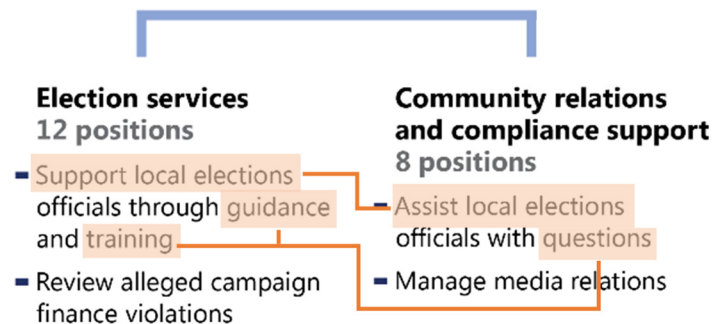 Election services
12 positions
Support local elections
officials through guidance
and training
Review alleged campaign
finance violations
Community relations
and compliance support
8 positions
Assist local elections
officials with questions
Manage media relations